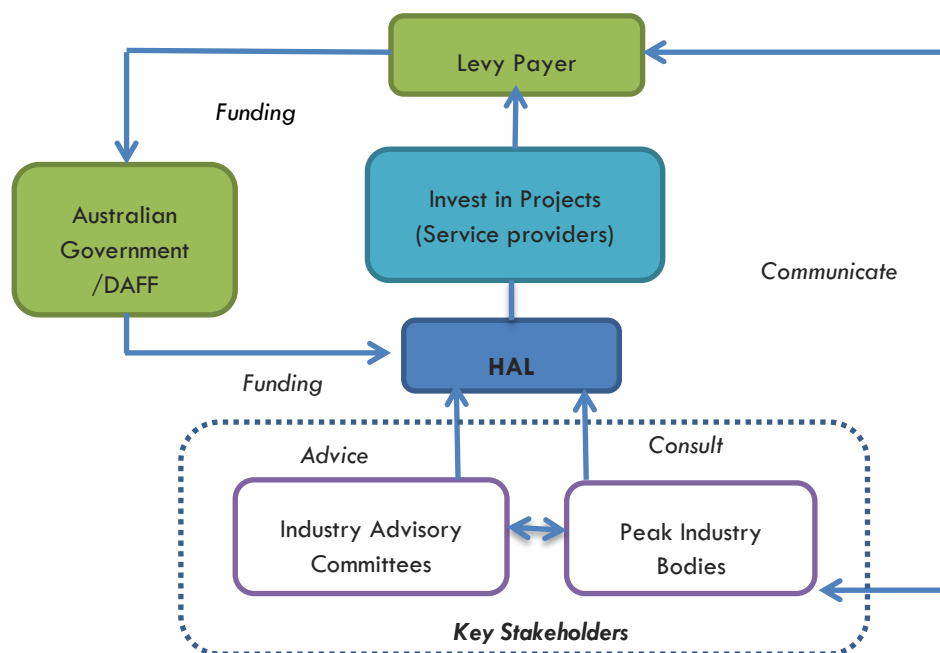 Levy Payer
Funding
Invest in Projects
(Service providers)
Australian
Government
/DAFF
Communicate
HAL
Funding
Advice
Consult
Industry Advisory
Committees
Peak Industry
Bodies
Key Stakeholders